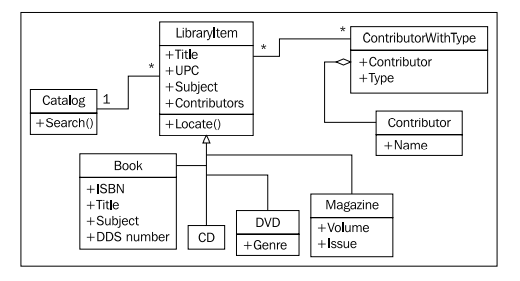 LibraryItem
+Title
+UPC
+Subject
+Contributors
+Locate()
*
*
ContributorWithType
+Contributor
+Type
Contributor
+Name
Catalog
+Search()
1
*
Book
+ISBN
+Title
+Subject
+DDS number
CD
DVD
+Genre
Magazine
+Volume
+Issue